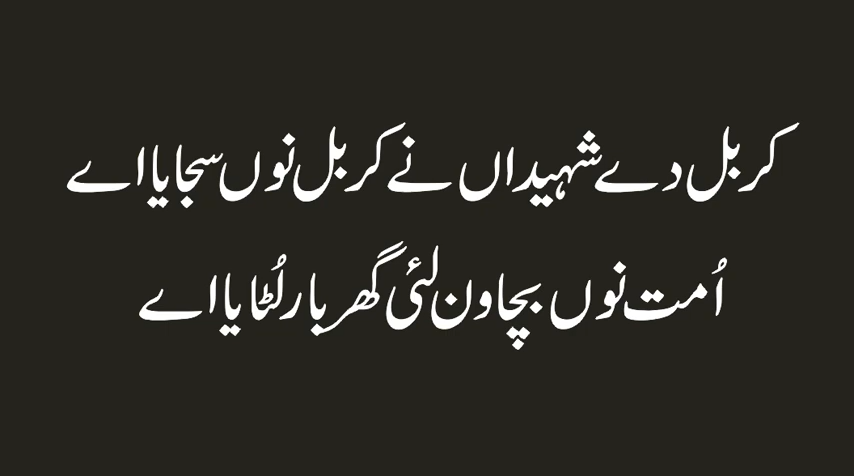 کربل دے شہیداں نے کربل نوں سجایا اے
اُمت نوں بچاون لئی گھر بار لُٹایا اے